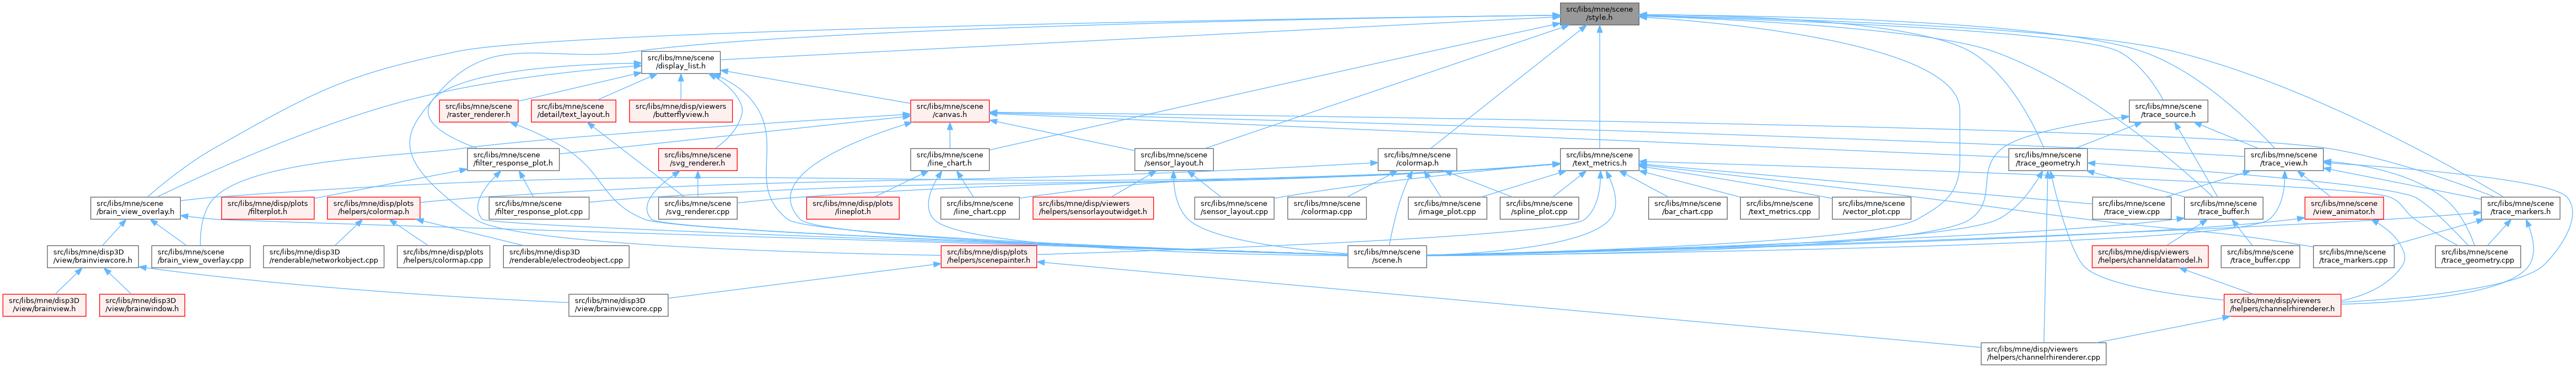 src/libs/mne/scene
/style.h
src/libs/mne/scene
/display_list.h
src/libs/mne/scene
/raster_renderer.h
src/libs/mne/scene
/detail/text_layout.h
src/libs/mne/disp/viewers
/butterflyview.h
src/libs/mne/scene
/canvas.h
src/libs/mne/scene
/trace_source.h
src/libs/mne/scene
/filter_response_plot.h
src/libs/mne/scene
/svg_renderer.h
src/libs/mne/scene
/line_chart.h
src/libs/mne/scene
/sensor_layout.h
src/libs/mne/scene
/colormap.h
src/libs/mne/scene
/text_metrics.h
src/libs/mne/scene
/trace_geometry.h
src/libs/mne/scene
/trace_view.h
src/libs/mne/scene
/brain_view_overlay.h
src/libs/mne/disp/plots
/filterplot.h
src/libs/mne/disp/plots
/helpers/colormap.h
src/libs/mne/scene
/filter_response_plot.cpp
src/libs/mne/scene
/svg_renderer.cpp
src/libs/mne/disp/plots
/lineplot.h
src/libs/mne/scene
/line_chart.cpp
src/libs/mne/disp/viewers
/helpers/sensorlayoutwidget.h
src/libs/mne/scene
/sensor_layout.cpp
src/libs/mne/scene
/colormap.cpp
src/libs/mne/scene
/image_plot.cpp
src/libs/mne/scene
/spline_plot.cpp
src/libs/mne/scene
/bar_chart.cpp
src/libs/mne/scene
/text_metrics.cpp
src/libs/mne/scene
/vector_plot.cpp
src/libs/mne/scene
/trace_view.cpp
src/libs/mne/scene
/trace_buffer.h
src/libs/mne/scene
/view_animator.h
src/libs/mne/scene
/trace_markers.h
src/libs/mne/disp3D
/view/brainviewcore.h
src/libs/mne/scene
/brain_view_overlay.cpp
src/libs/mne/disp3D
/renderable/networkobject.cpp
src/libs/mne/disp/plots
/helpers/colormap.cpp
src/libs/mne/disp3D
/renderable/electrodeobject.cpp
src/libs/mne/disp/plots
/helpers/scenepainter.h
src/libs/mne/scene
/scene.h
src/libs/mne/disp/viewers
/helpers/channeldatamodel.h
src/libs/mne/scene
/trace_buffer.cpp
src/libs/mne/scene
/trace_markers.cpp
src/libs/mne/scene
/trace_geometry.cpp
src/libs/mne/disp3D
/view/brainview.h
src/libs/mne/disp3D
/view/brainwindow.h
src/libs/mne/disp3D
/view/brainviewcore.cpp
src/libs/mne/disp/viewers
/helpers/channelrhirenderer.h
src/libs/mne/disp/viewers
/helpers/channelrhirenderer.cpp